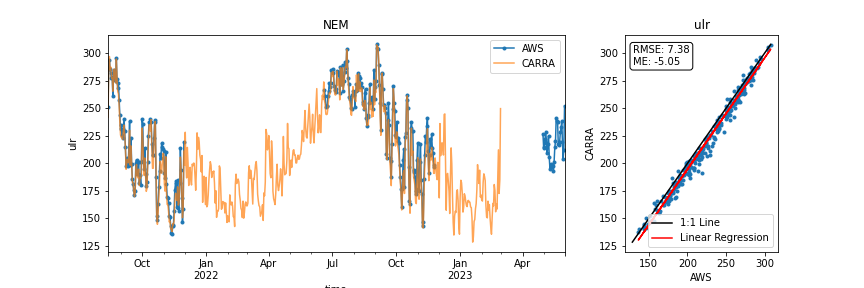 NEM
ulr
AWS
CARRA
300
275
250
225
200
175
150
125
ulr
Oct
Jan
2022
Apr
Jul
Oct
Jan
2023
Apr
time
RMSE: 7.38
ME: -5.05
300
275
250
225
200
175
150
125
CARRA
1:1 Line
Linear Regression
150
200
250
300
AWS